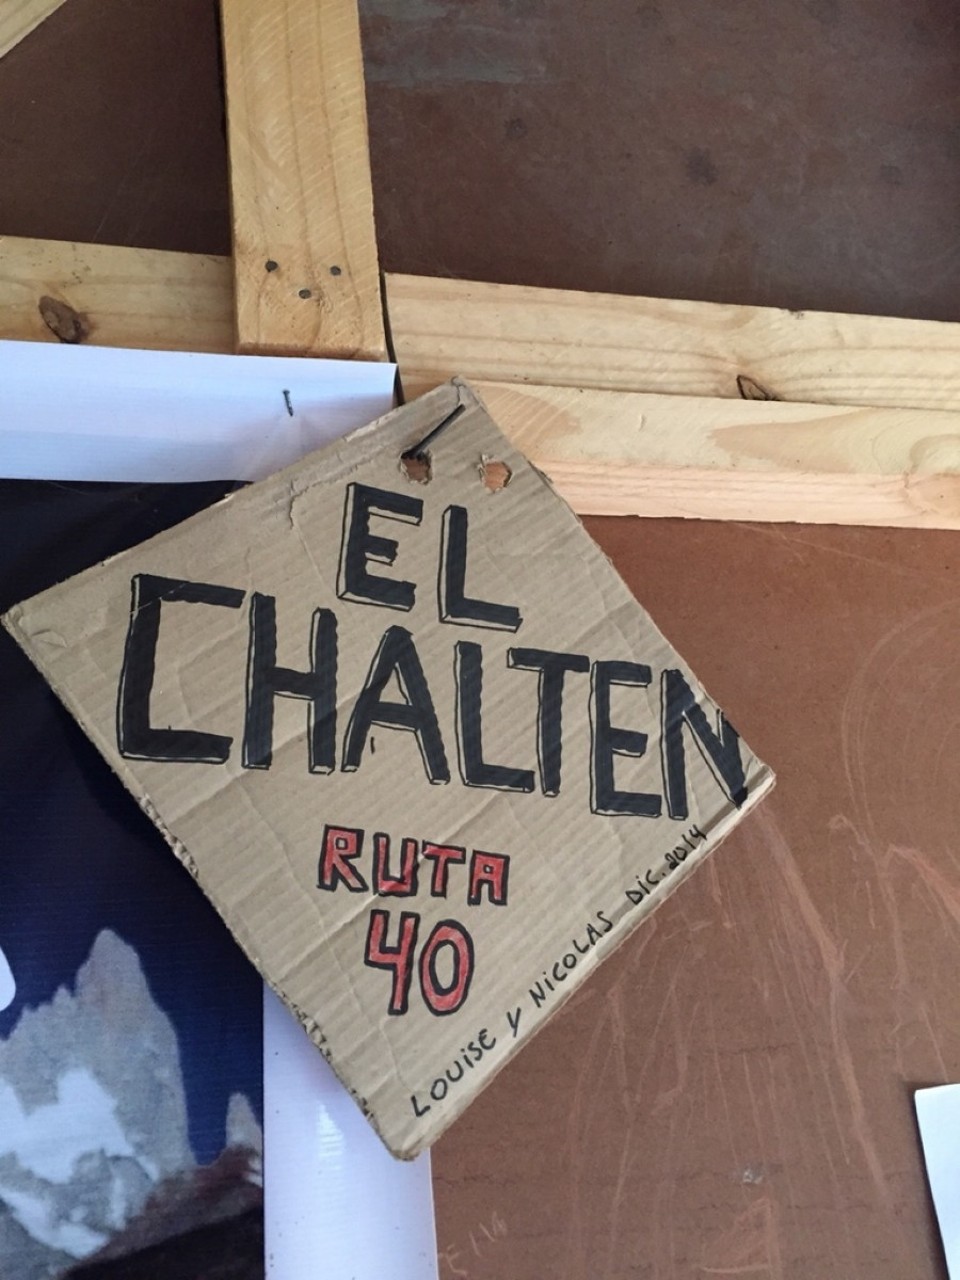 EL
CHALTEN
RUTA
40
LOUISE Y NICOLAS DIC. 2014